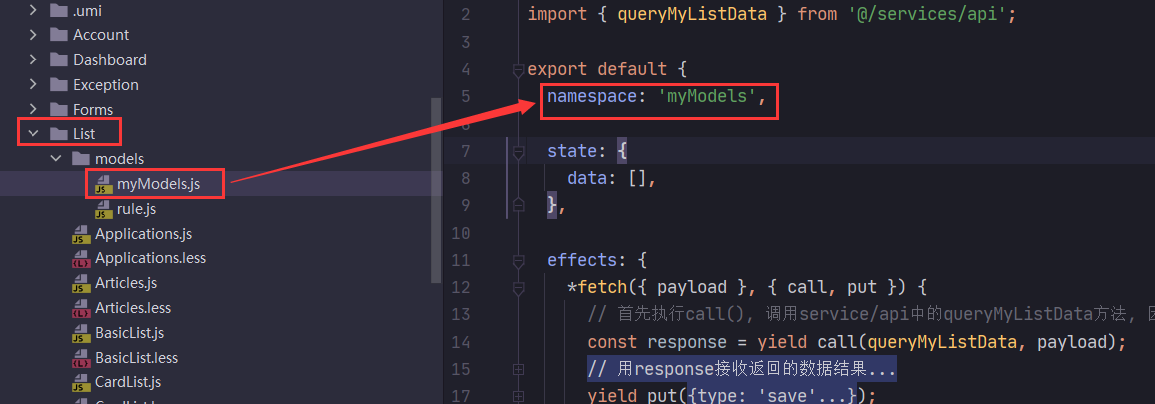 .umi
Account
Dashboard
Exception
Forms
List
models
myModels.js
rule.js
Applications.js
Applications.less
Articles.js
Articles.less
BasicList.js
BasicList.less
CardList.js
2 import { queryMyListData } from '@/services/api';
3
4 export default {
5 namespace: 'myModels',
6
7 state: {
8 data: [],
9 },
10
11 effects: {
12 *fetch({ payload }, { call, put }) {
13 // 首先执行call(), 调用service/api中的queryMyListData方法,
14 const response = yield call(queryMyListData, payload);
15 // 用response接收返回的数据结果...
17 yield put({type: 'save'...});